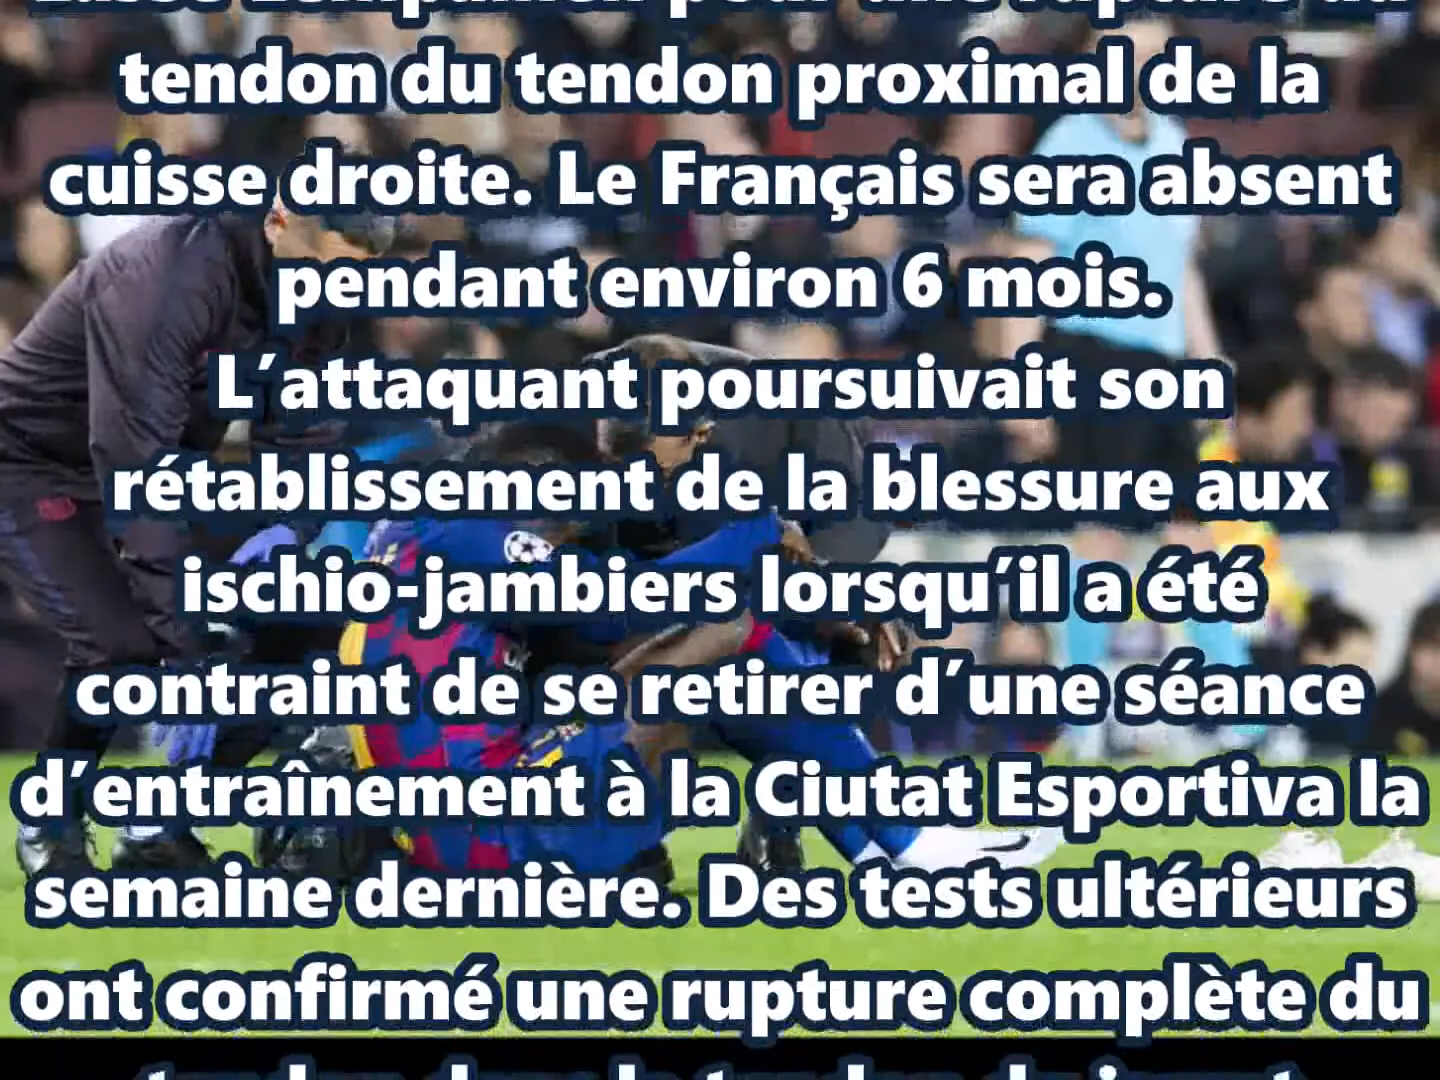 tendon du tendon proximal de la
cuisse droite. Le Français sera absent
pendant environ 6 mois.
L’attaquant poursuivait son
rétablissement de la blessure aux
ischio-jambiers lorsqu’il a été
contraint de se retirer d’une séance
d’entraînement à la Ciutat Esportiva la
semaine dernière. Des tests ultérieurs
ont confirmé une rupture complète du